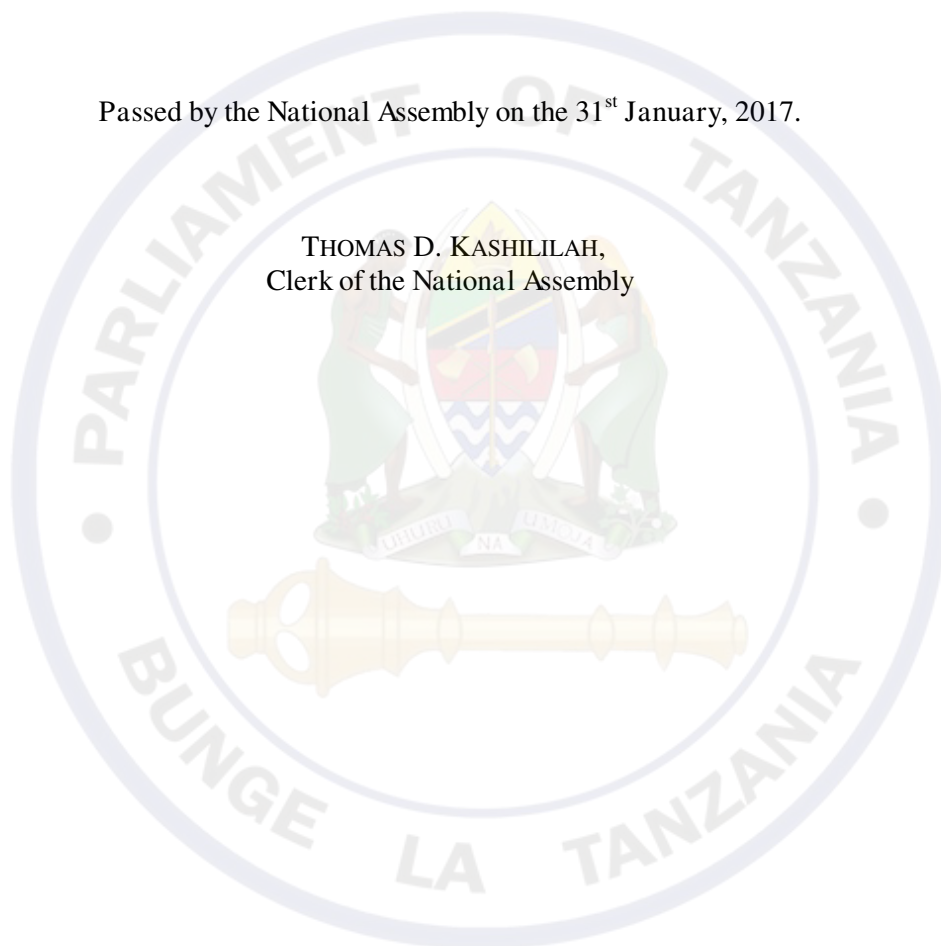 Passed by the National Assembly on the 31st January, 2017.
THOMAS D. KASHILILAH,
Clerk of the National Assembly
PARLIAMENT OF TANZANIA
UHURU NA UMOJA
BUNGE LA TANZANIA